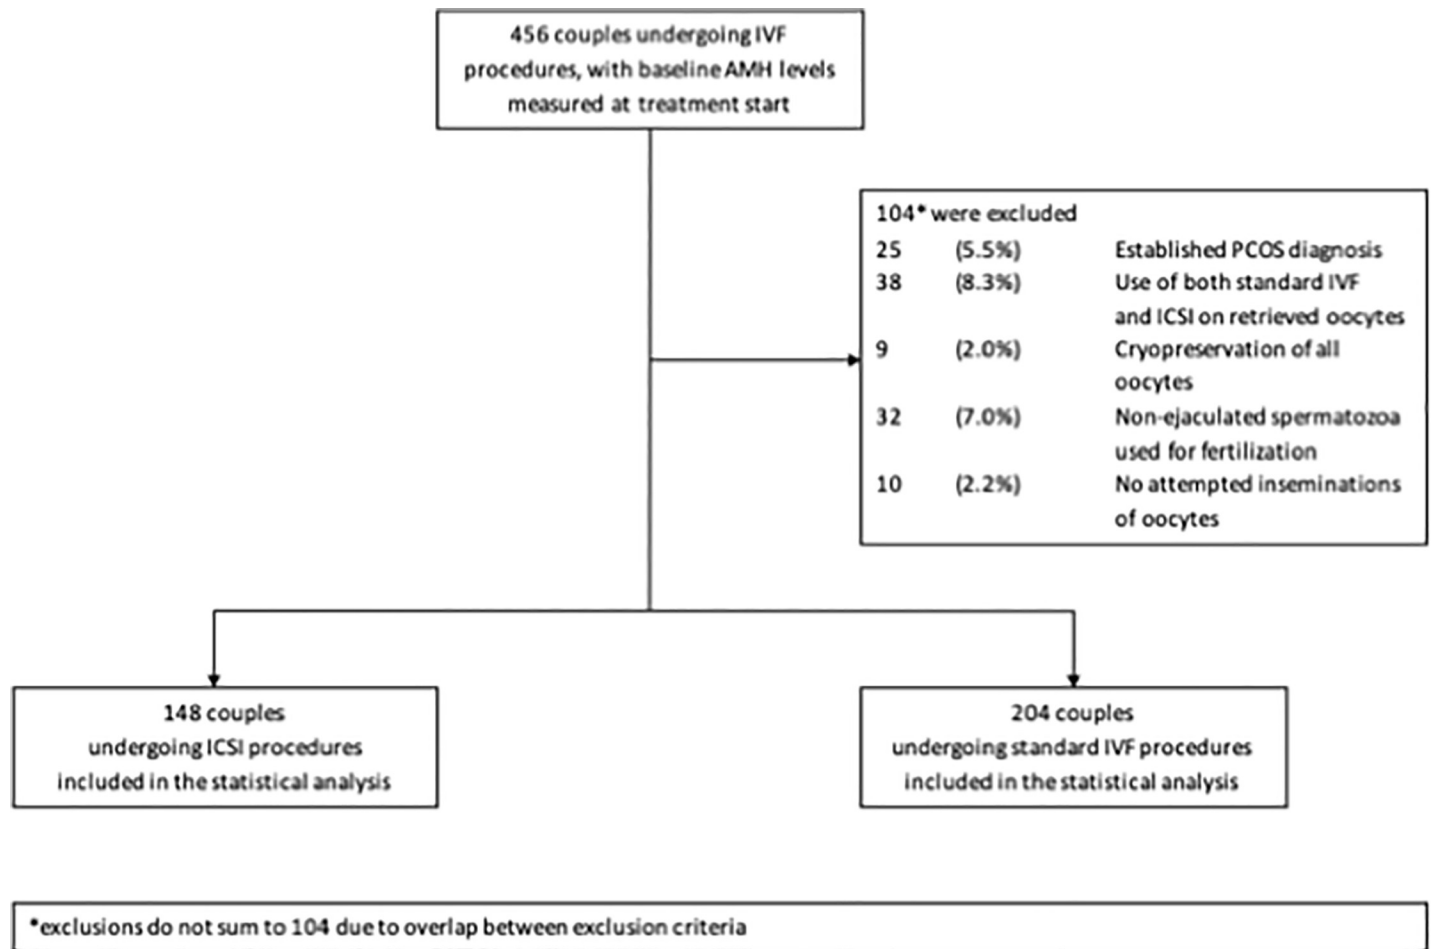 456 couples undergoing IVF
procedures, with baseline AMH levels
measured at treatment start
104* were excluded
25 (5.5%) Established PCOS diagnosis
38 (8.3%) Use of both standard IVF
and ICSI on retrieved oocytes
9 (2.0%) Cryopreservation of all
oocytes
32 (7.0%) Non-ejaculated spermatozoa
used for fertilization
10 (2.2%) No attempted inseminations
of oocytes
148 couples
undergoing ICSI procedures
included in the statistical analysis
204 couples
undergoing standard IVF procedures
included in the statistical analysis
*exclusions do not sum to 104 due to overlap between exclusion criteria